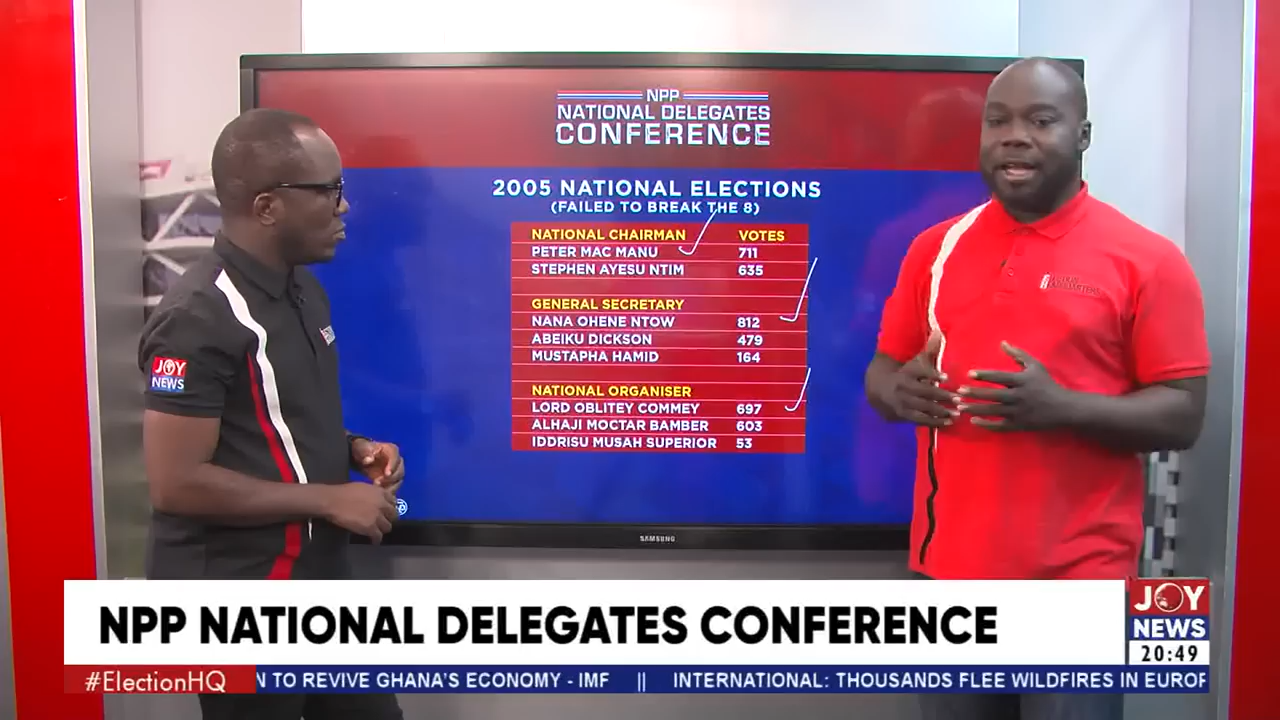 NPP
NATIONAL DELEGATES
CONFERENCE
2005 NATIONAL ELECTIONS
(FAILED TO BREAK THE 8)
NATIONAL CHAIRMAN VOTES
PETER MAC MANU 711
STEPHEN AYESU NTIM 635
GENERAL SECRETARY
NANA OHENE NTOW 812
ABEIKU DICKSON 479
MUSTAPHA HAMID 164
NATIONAL ORGANISER
LORD OBLITEY COMMEY 697
ALHAJI MOCTAR BAMBER 603
IDDRISU MUSAH SUPERIOR 53
JOY
NEWS
SAMSUNG
NPP NATIONAL DELEGATES CONFERENCE
JOY
NEWS
20:49
#ElectionHQ N TO REVIVE GHANA'S ECONOMY - IMF || INTERNATIONAL: THOUSANDS FLEE WILDFIRES IN EUROP